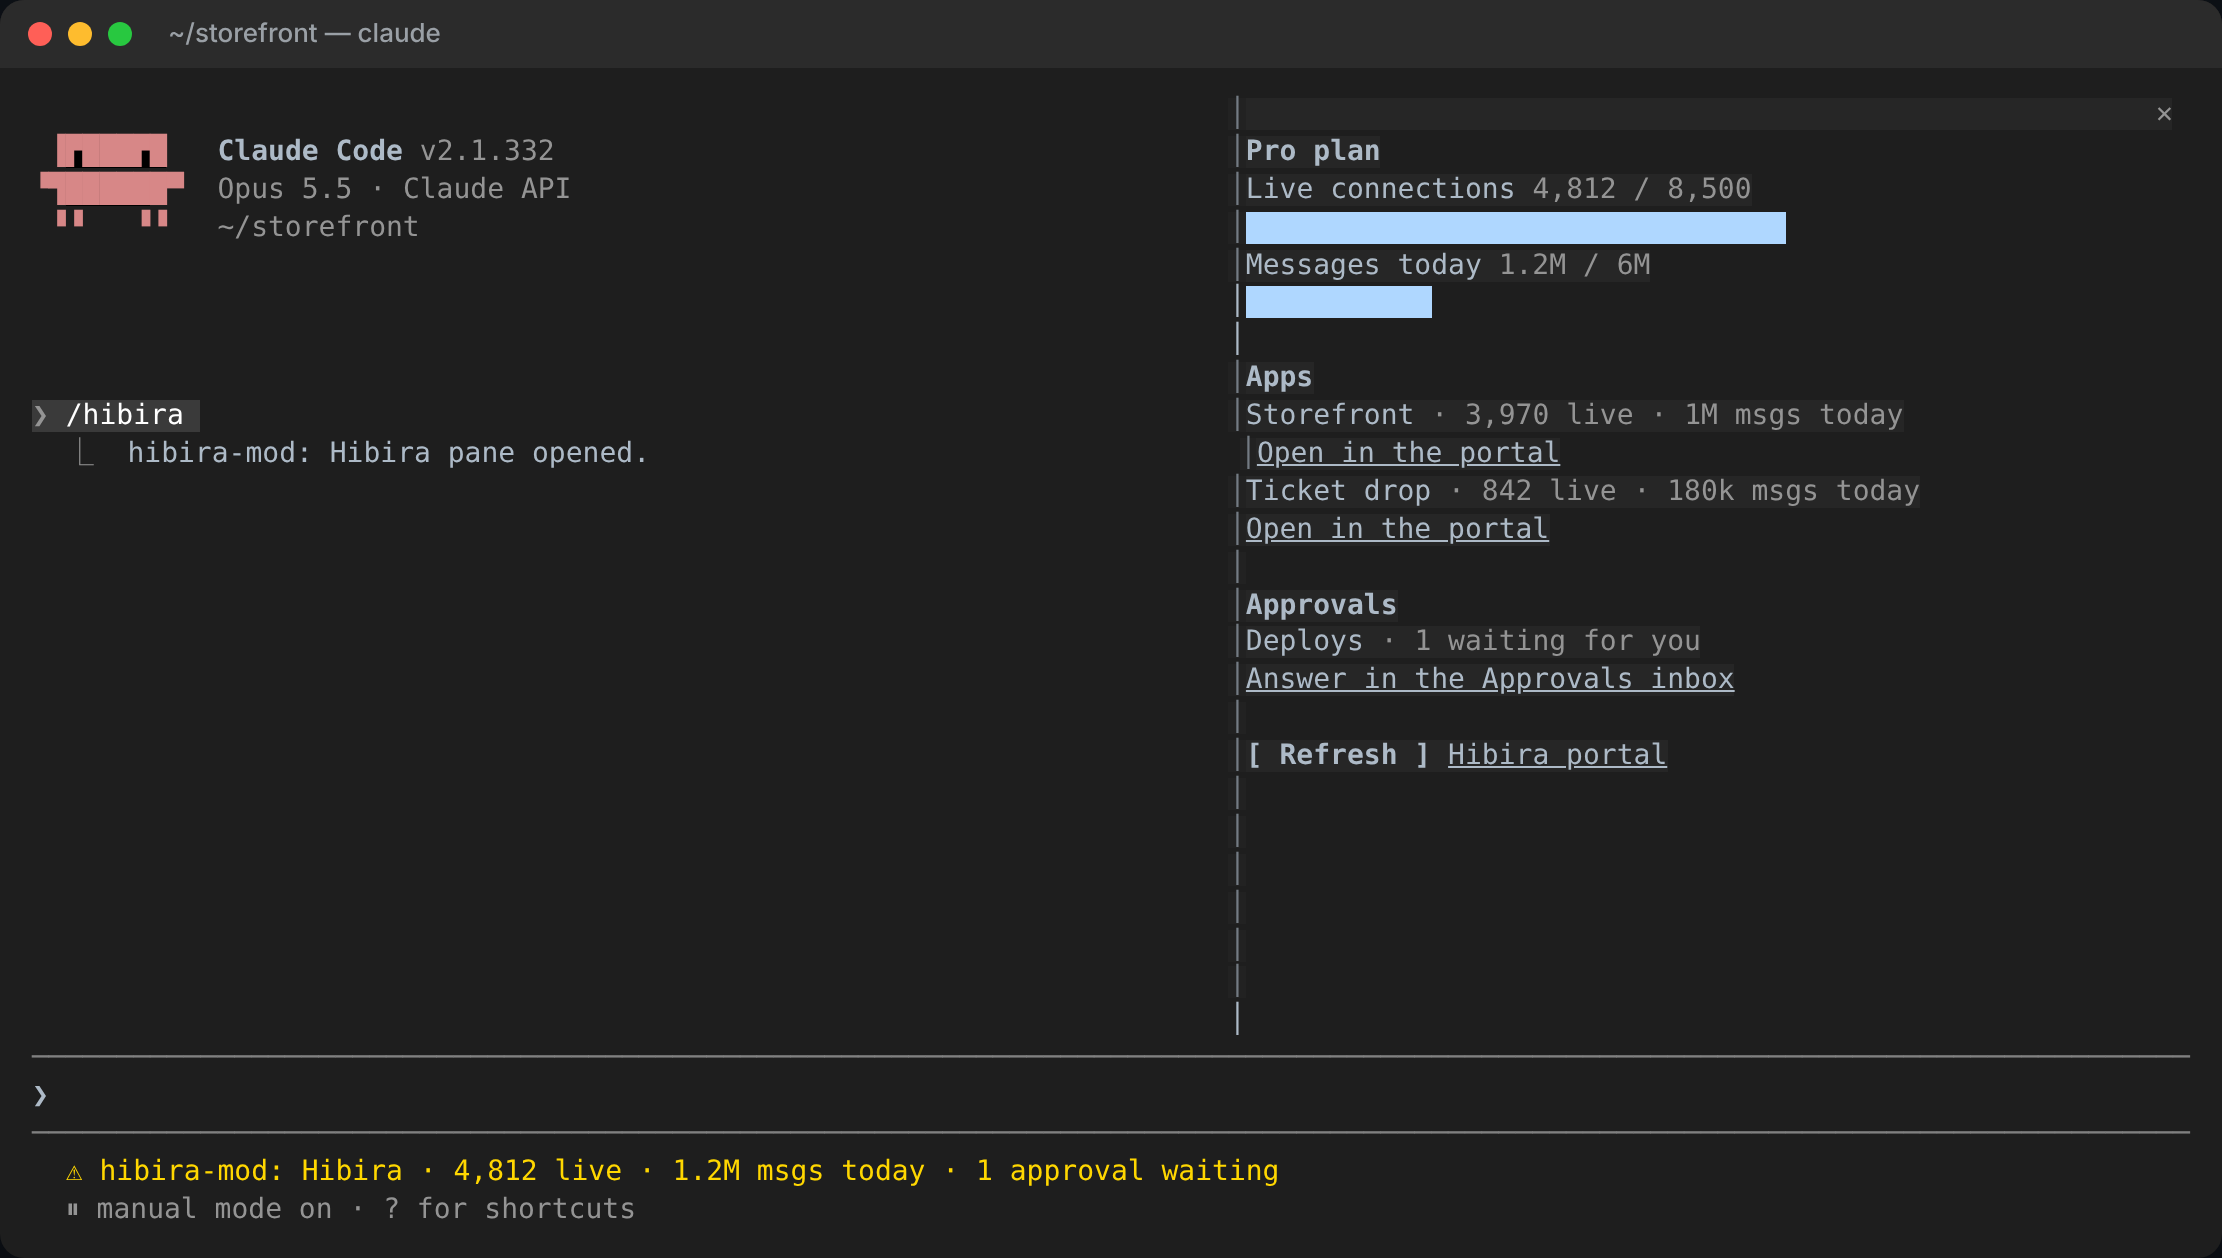 ~/storefront — claude
Claude Code v2.1.332
Opus 5.5 · Claude API
~/storefront
❯ /hibira
⎿ hibira-mod: Hibira pane opened.
✕
Pro plan
Live connections 4,812 / 8,500
Messages today 1.2M / 6M
Apps
Storefront · 3,970 live · 1M msgs today
Open in the portal
Ticket drop · 842 live · 180k msgs today
Open in the portal
Approvals
Deploys · 1 waiting for you
Answer in the Approvals inbox
[ Refresh ] Hibira portal
❯
⚠ hibira-mod: Hibira · 4,812 live · 1.2M msgs today · 1 approval waiting
⏸ manual mode on · ? for shortcuts